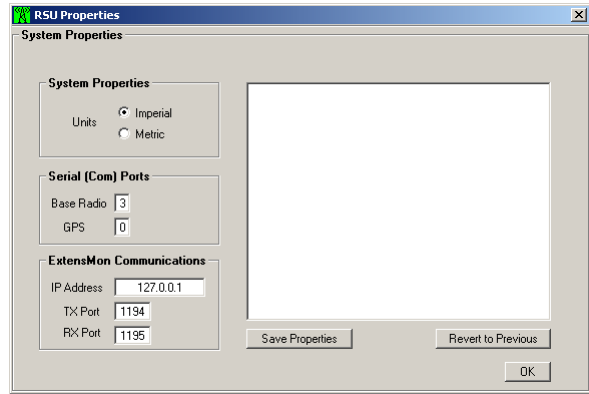 RSU Properties
System Properties
System Properties
Units
Imperial
Metric
Serial (Com) Ports
Base Radio 3
GPS 0
ExtensMon Communications
IP Address 127.0.0.1
TX Port 1194
RX Port 1195
Save Properties
Revert to Previous
OK